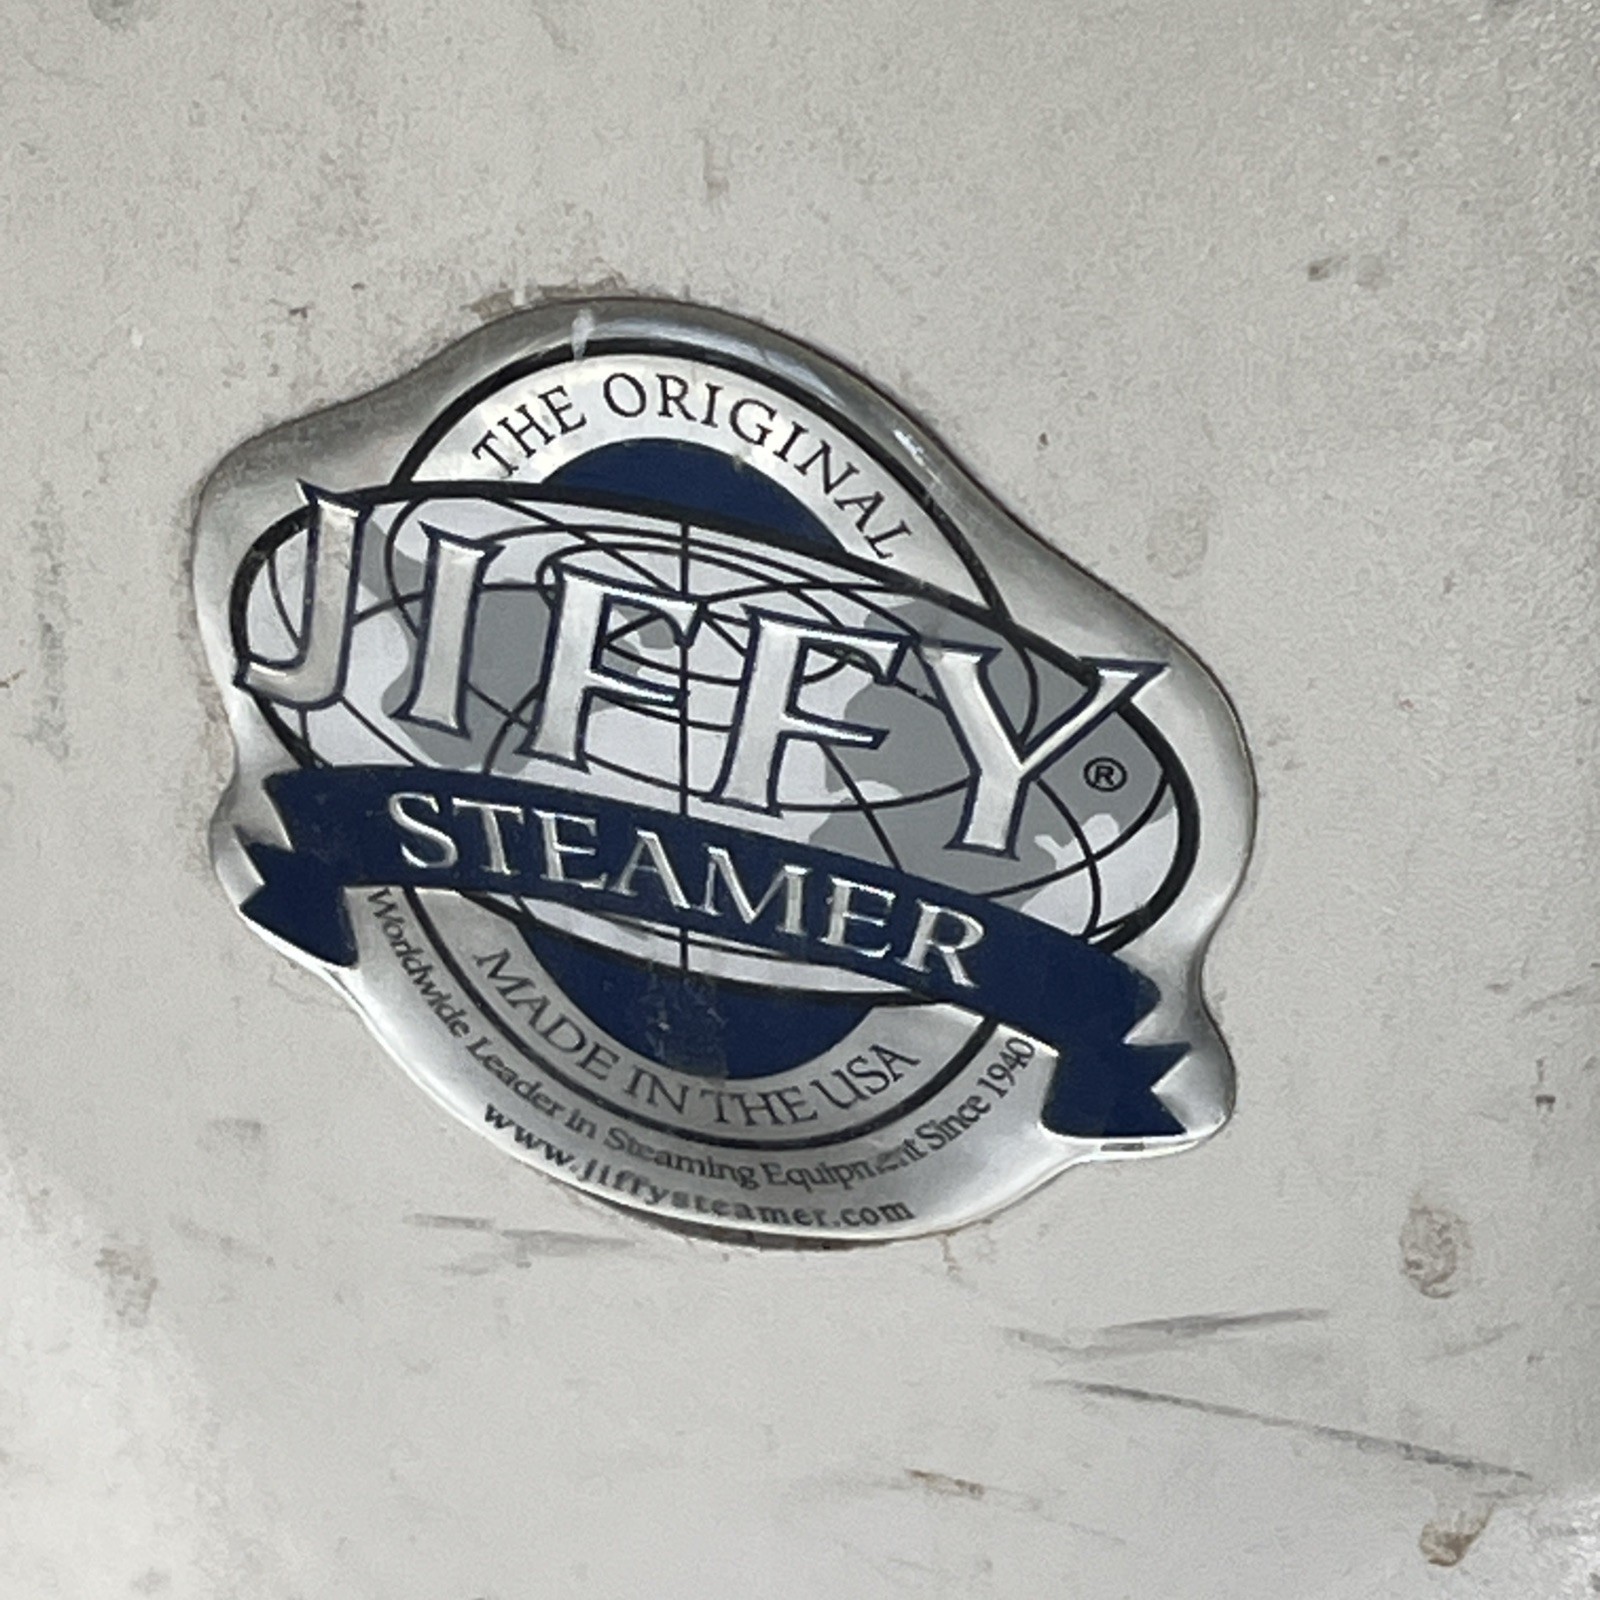 THE ORIGINAL
JIFFY®
STEAMER
MADE IN THE USA
Worldwide Leader in Steaming Equipment Since 1940
www.jiffysteamer.com